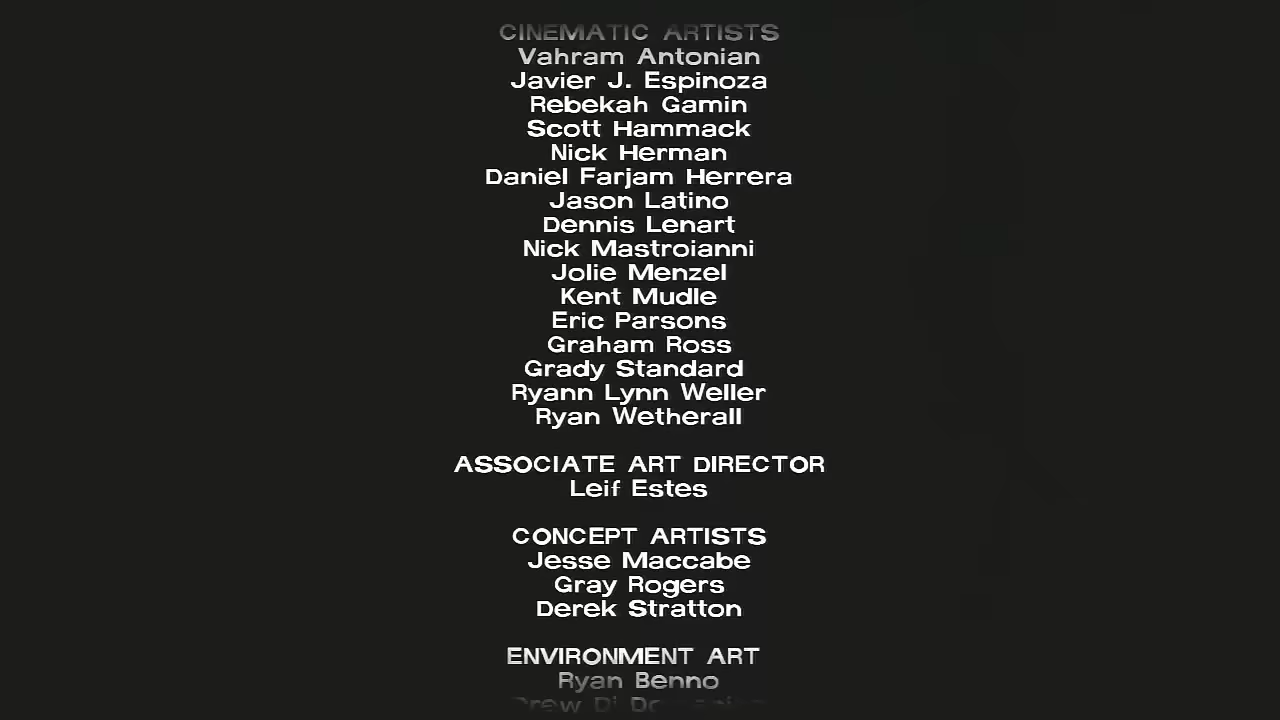 CINEMATIC ARTISTS
Vahram Antonian
Javier J. Espinoza
Rebekah Gamin
Scott Hammack
Nick Herman
Daniel Farjam Herrera
Jason Latino
Dennis Lenart
Nick Mastroianni
Jolie Menzel
Kent Mudle
Eric Parsons
Graham Ross
Grady Standard
Ryann Lynn Weller
Ryan Wetherall
ASSOCIATE ART DIRECTOR
Leif Estes
CONCEPT ARTISTS
Jesse Maccabe
Gray Rogers
Derek Stratton
ENVIRONMENT ART
Ryan Benno
Drew Di